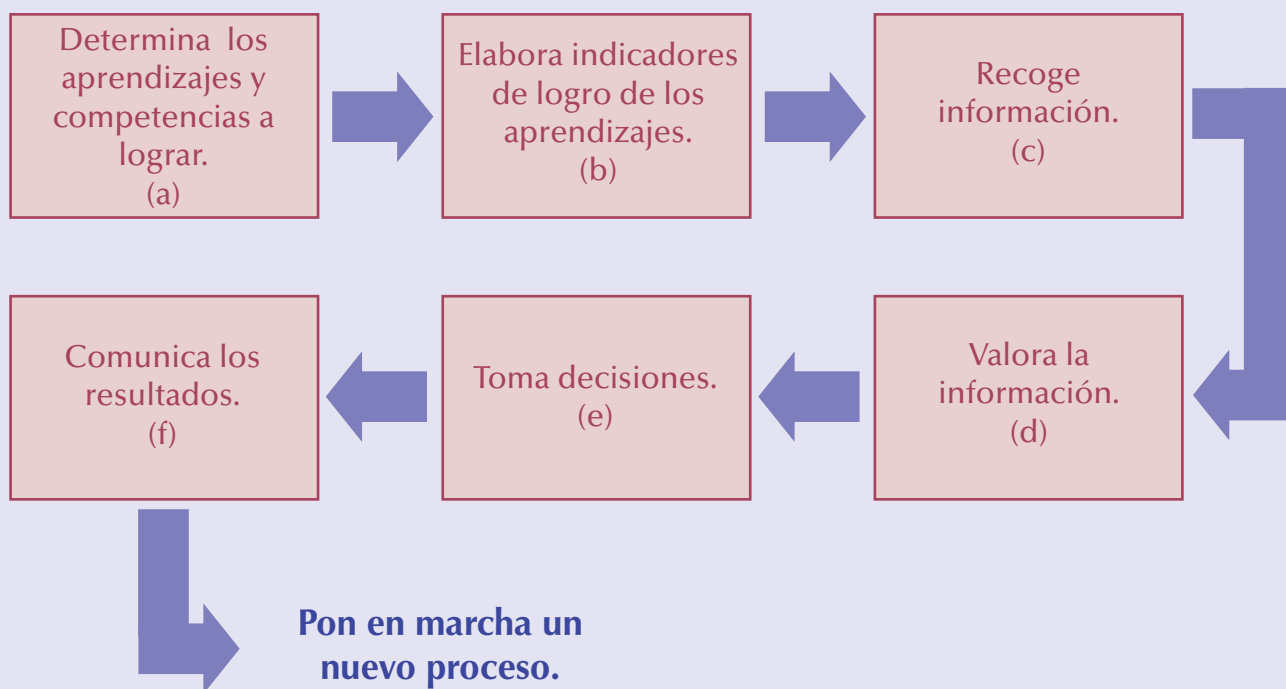 Determina los
aprendizajes y
competencias a
lograr.
(a)
Elabora indicadores
de logro de los
aprendizajes.
(b)
Recoge
información.
(c)
Valora la
información.
(d)
Toma decisiones.
(e)
Comunica los
resultados.
(f)
Pon en marcha un
nuevo proceso.